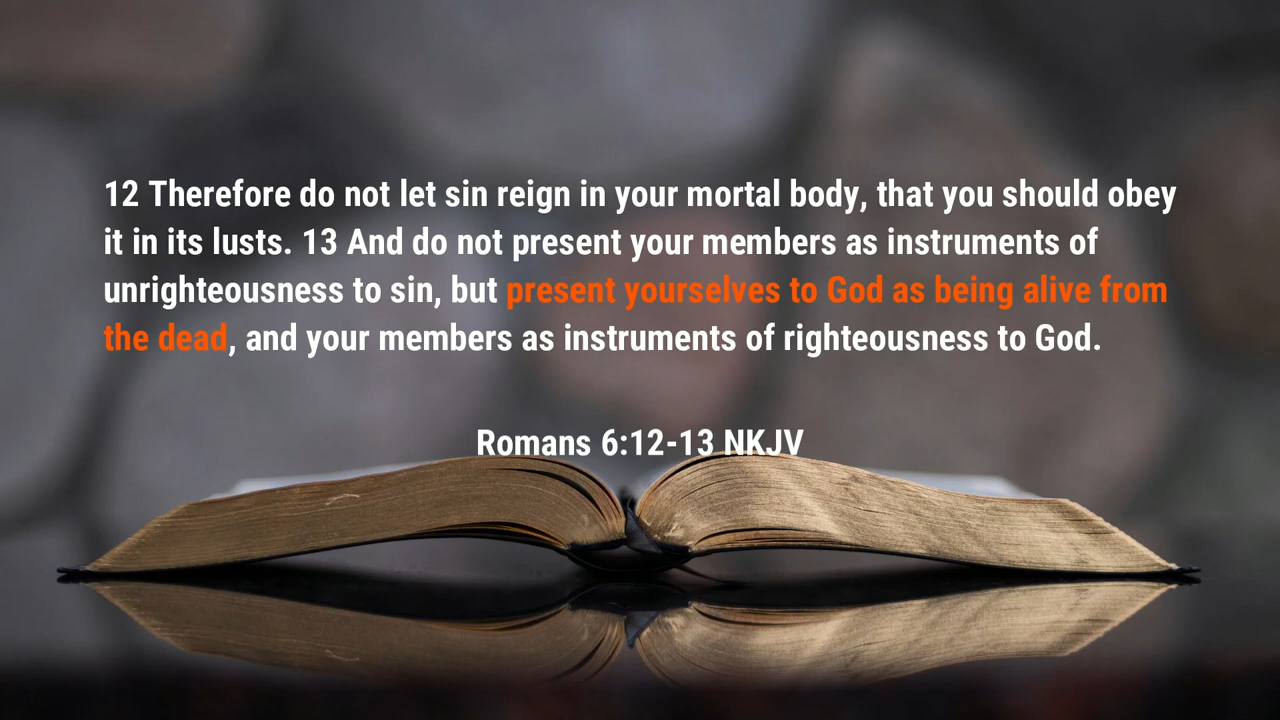 12 Therefore do not let sin reign in your mortal body, that you should obey
it in its lusts. 13 And do not present your members as instruments of
unrighteousness to sin, but present yourselves to God as being alive from
the dead, and your members as instruments of righteousness to God.
Romans 6:12-13 NKJV